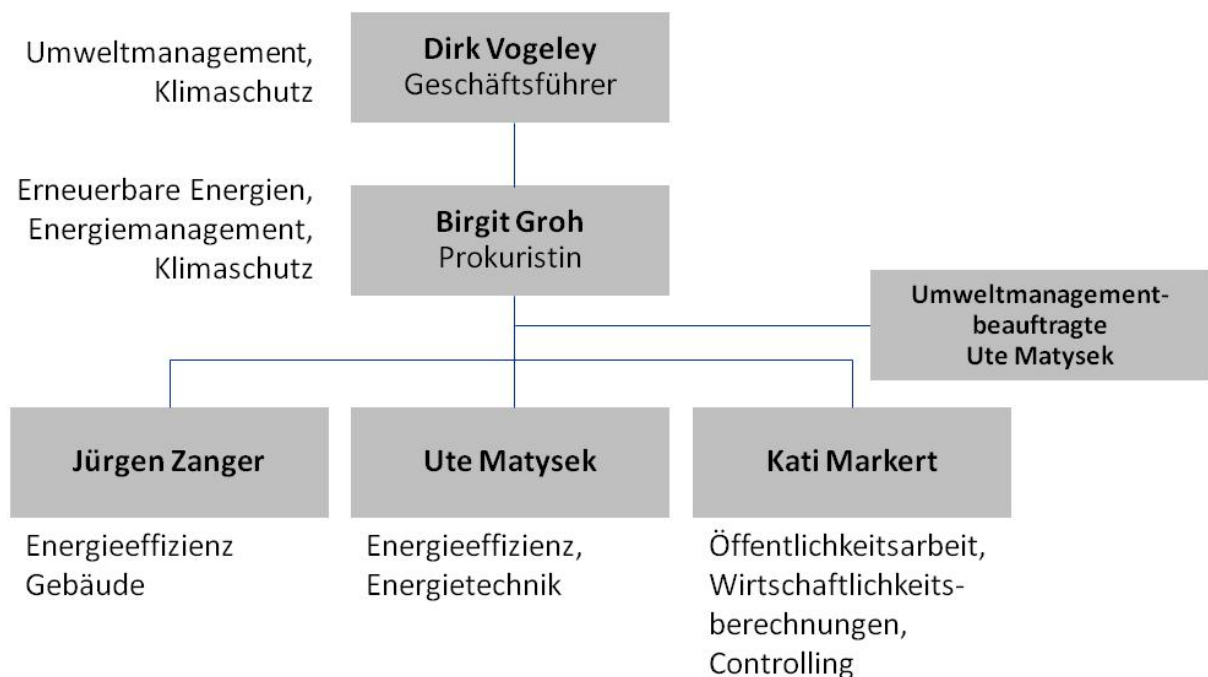 Umweltmanagement,
Klimaschutz
Dirk Vogeley
Geschäftsführer
Erneuerbare Energien,
Energiemanagement,
Klimaschutz
Birgit Groh
Prokuristin
Umweltmanagement-
beauftragte
Ute Matysek
Jürgen Zanger
Energieeffizienz
Gebäude
Ute Matysek
Energieeffizienz,
Energietechnik
Kati Markert
Öffentlichkeitsarbeit,
Wirtschaftlichkeits-
berechnungen,
Controlling